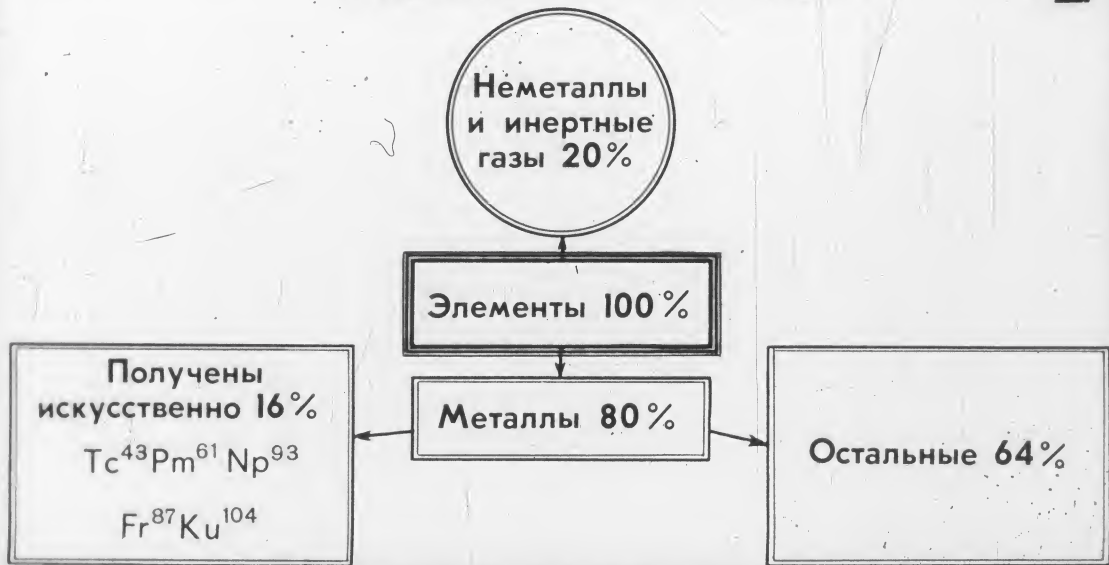 Неметаллы
и инертные
газы 20%
Элементы 100%
Получены
искусственно 16%
Tc⁴³Pm⁶¹Np⁹³
Fr⁸⁷Ku¹⁰⁴
Металлы 80%
Остальные 64%